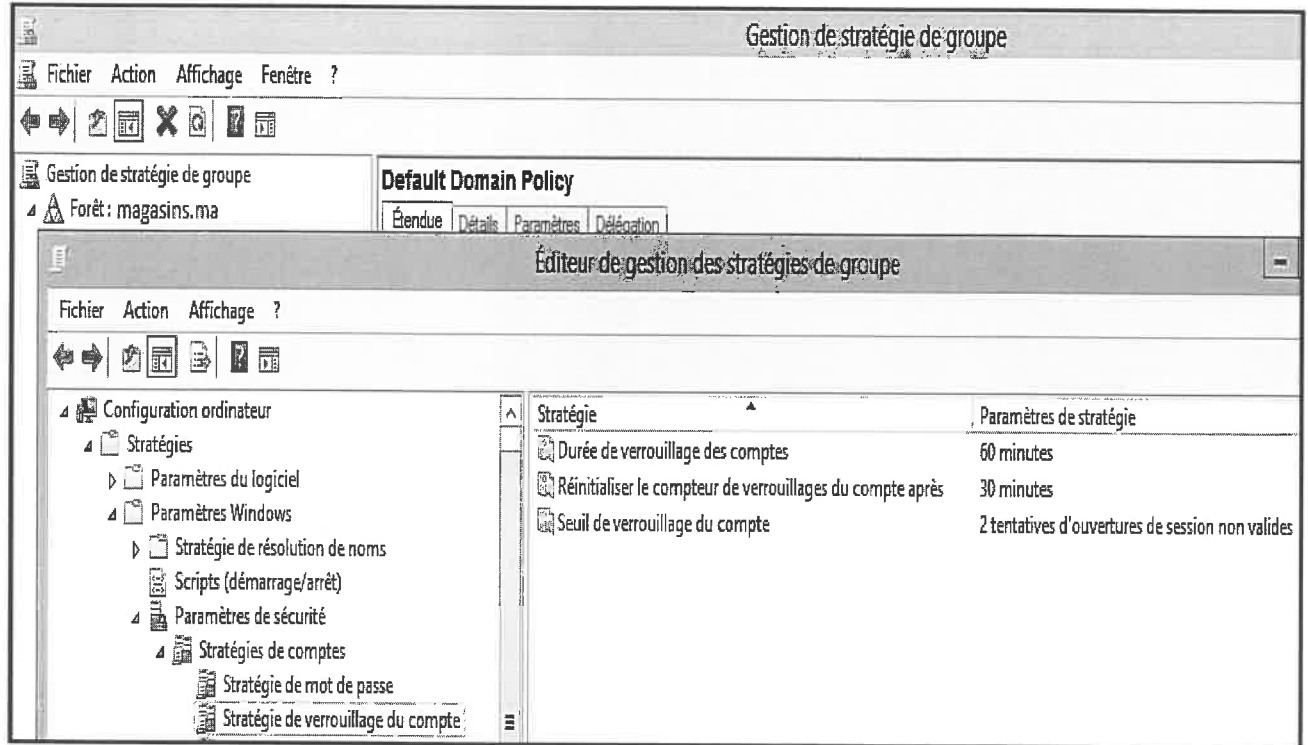 Gestion de stratégie de groupe
Fichier Action Affichage Fenêtre ?
Gestion de stratégie de groupe
Forêt : magasins.ma
Default Domain Policy
Étendue Détails Paramètres Délégation
Éditeur de gestion des stratégies de groupe
Fichier Action Affichage ?
Configuration ordinateur
Stratégies
Paramètres du logiciel
Paramètres Windows
Stratégie de résolution de noms
Scripts (démarrage/arrêt)
Paramètres de sécurité
Stratégies de comptes
Stratégie de mot de passe
Stratégie de verrouillage du compte
Stratégie Paramètres de stratégie
Durée de verrouillage des comptes 60 minutes
Réinitialiser le compteur de verrouillages du compte après 30 minutes
Seuil de verrouillage du compte 2 tentatives d'ouvertures de session non valides